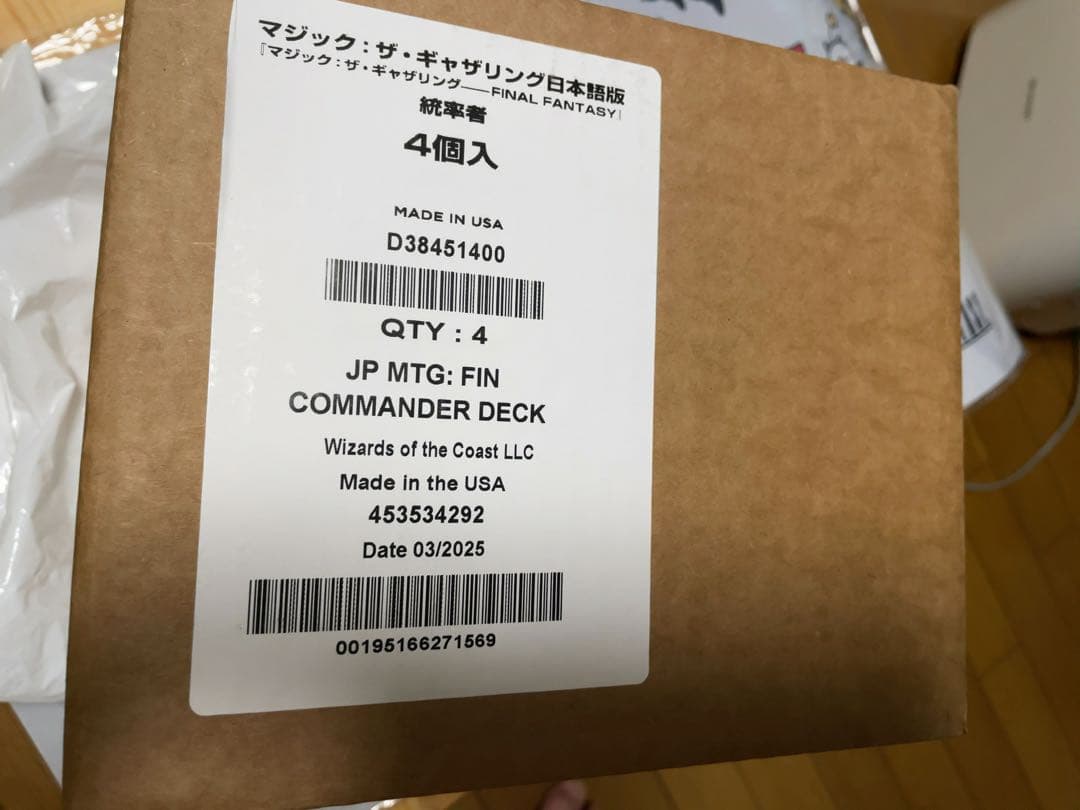 マジック：ザ・ギャザリング日本語版
『マジック：ザ・ギャザリング——FINAL FANTASY』
統率者
4個入
MADE IN USA
D38451400
QTY : 4
JP MTG: FIN
COMMANDER DECK
Wizards of the Coast LLC
Made in the USA
453534292
Date 03/2025
00195166271569